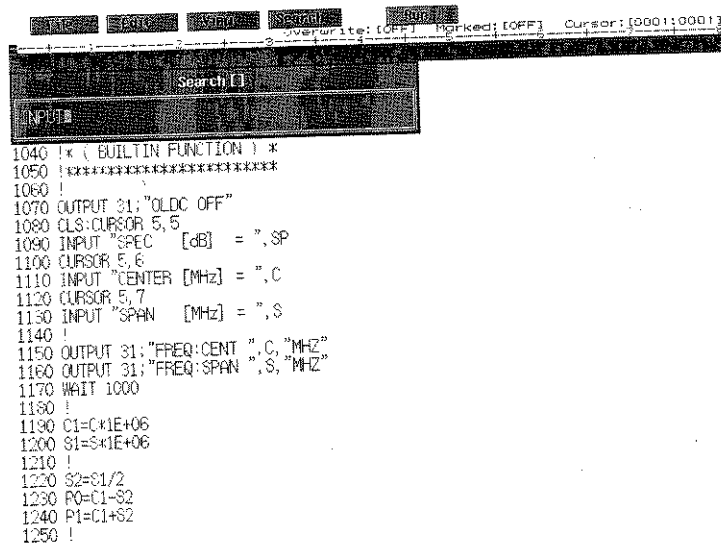 File Edit View Search Run
Overwrite:[OFF] Marked:[OFF] Cursor:[0001:0001]
Search []
INPUT
1040 !* ( BUILTIN FUNCTION ) *
1050 !*************************
1060 !
1070 OUTPUT 31;"OLDC OFF"
1080 CLS:CURSOR 5,5
1090 INPUT "SPEC   [dB]  = ",SP
1100 CURSOR 5,6
1110 INPUT "CENTER [MHz] = ",C
1120 CURSOR 5,7
1130 INPUT "SPAN   [MHz] = ",S
1140 !
1150 OUTPUT 31;"FREQ:CENT ",C,"MHZ"
1160 OUTPUT 31;"FREQ:SPAN ",S,"MHZ"
1170 WAIT 1000
1180 !
1190 C1=C*1E+06
1200 S1=S*1E+06
1210 !
1220 S2=S1/2
1230 P0=C1-S2
1240 P1=C1+S2
1250 !